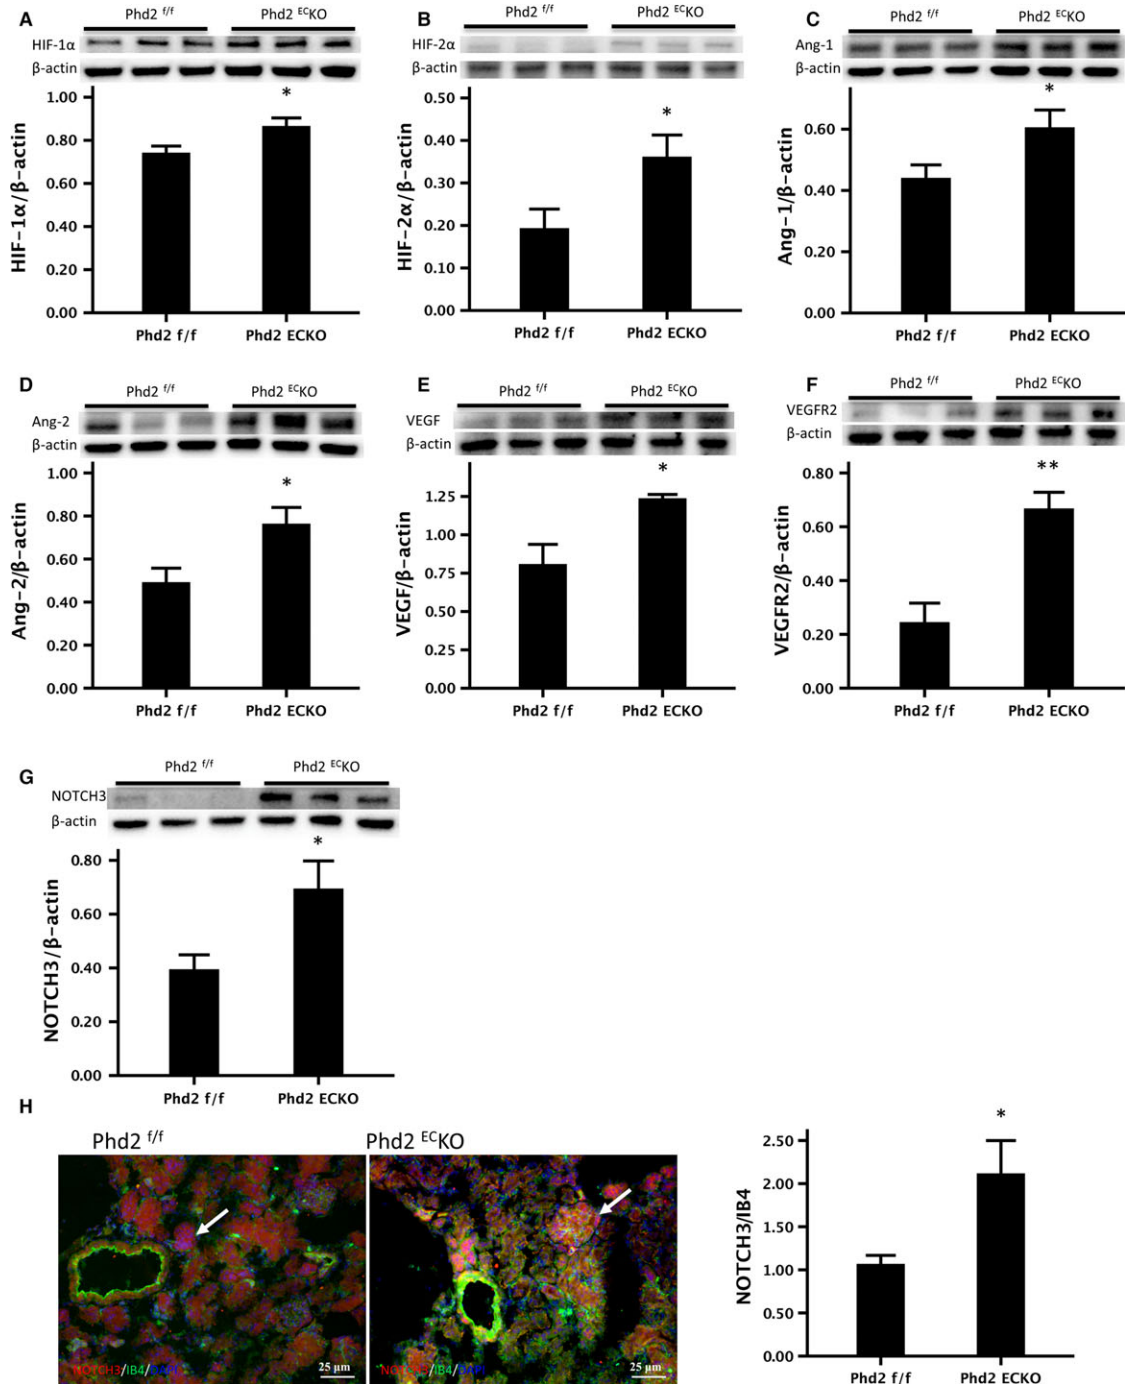 A
Phd2 f/f
Phd2 ECKO
HIF-1α
β-actin
*
1.00
0.80
0.60
0.40
0.20
0.00
HIF-1α/β-actin
Phd2 f/f
Phd2 ECKO
B
Phd2 f/f
Phd2 ECKO
HIF-2α
β-actin
*
0.50
0.40
0.30
0.20
0.10
0.00
HIF-2α/β-actin
Phd2 f/f
Phd2 ECKO
C
Phd2 f/f
Phd2 ECKO
Ang-1
β-actin
*
0.60
0.40
0.20
0.00
Ang-1/β-actin
Phd2 f/f
Phd2 ECKO
D
Phd2 f/f
Phd2 ECKO
Ang-2
β-actin
*
1.00
0.80
0.60
0.40
0.20
0.00
Ang-2/β-actin
Phd2 f/f
Phd2 ECKO
E
Phd2 f/f
Phd2 ECKO
VEGF
β-actin
*
1.25
1.00
0.75
0.50
0.25
0.00
VEGF/β-actin
Phd2 f/f
Phd2 ECKO
F
Phd2 f/f
Phd2 ECKO
VEGFR2
β-actin
**
0.80
0.60
0.40
0.20
0.00
VEGFR2/β-actin
Phd2 f/f
Phd2 ECKO
G
Phd2 f/f
Phd2 ECKO
NOTCH3
β-actin
*
0.80
0.60
0.40
0.20
0.00
NOTCH3/β-actin
Phd2 f/f
Phd2 ECKO
H
Phd2 f/f
Phd2 ECKO
NOTCH3/IB4/DAPI
25 μm
NOTCH3/IB4/DAPI
25 μm
*
2.50
2.00
1.50
1.00
0.50
0.00
NOTCH3/IB4
Phd2 f/f
Phd2 ECKO